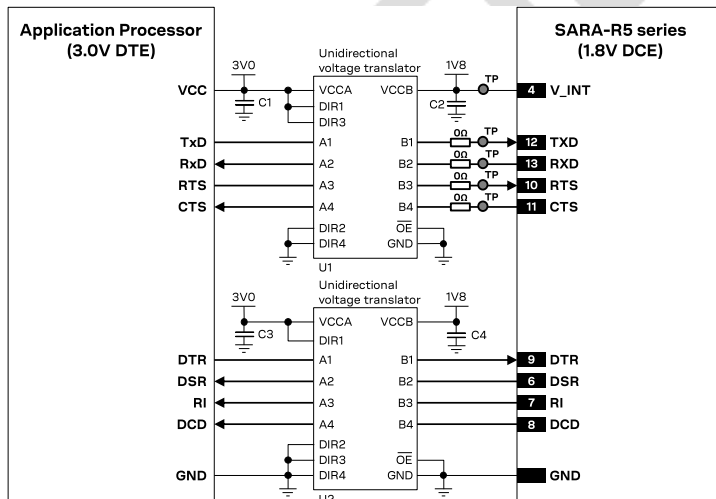 Application Processor
(3.0V DTE)
SARA-R5 series
(1.8V DCE)
Unidirectional
voltage translator
3V0
1V8
TP
VCC
VCCA
VCCB
4
V_INT
C1
DIR1
C2
DIR3
0Ω
TP
TxD
A1
B1
12
TXD
0Ω
TP
RxD
A2
B2
13
RXD
0Ω
TP
RTS
A3
B3
10
RTS
0Ω
TP
CTS
A4
B4
11
CTS
DIR2
OE
DIR4
GND
U1
Unidirectional
voltage translator
3V0
1V8
VCCA
VCCB
C3
DIR1
C4
DTR
A1
B1
9
DTR
DSR
A2
B2
6
DSR
RI
A3
B3
7
RI
DCD
A4
B4
8
DCD
DIR2
DIR3
OE
GND
DIR4
GND
GND
U2